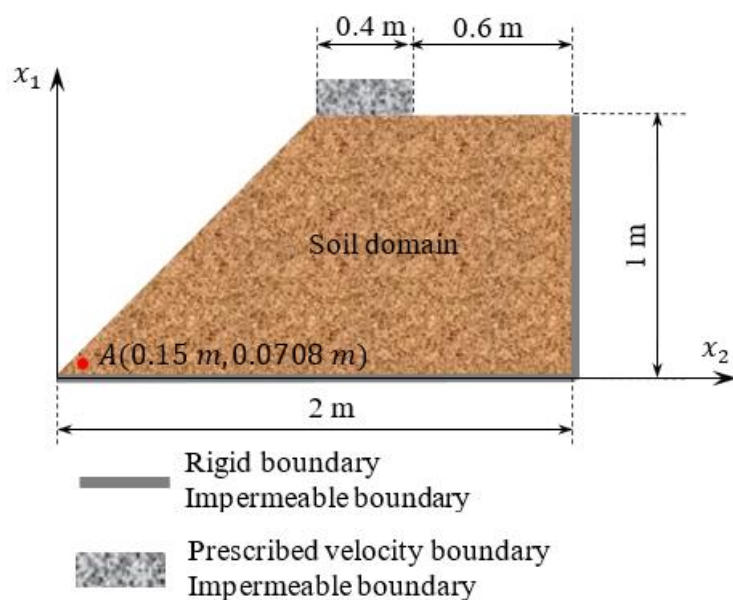 0.4 m
0.6 m
x₁
Soil domain
1 m
A(0.15 m, 0.0708 m)
x₂
2 m
Rigid boundary
Impermeable boundary
Prescribed velocity boundary
Impermeable boundary